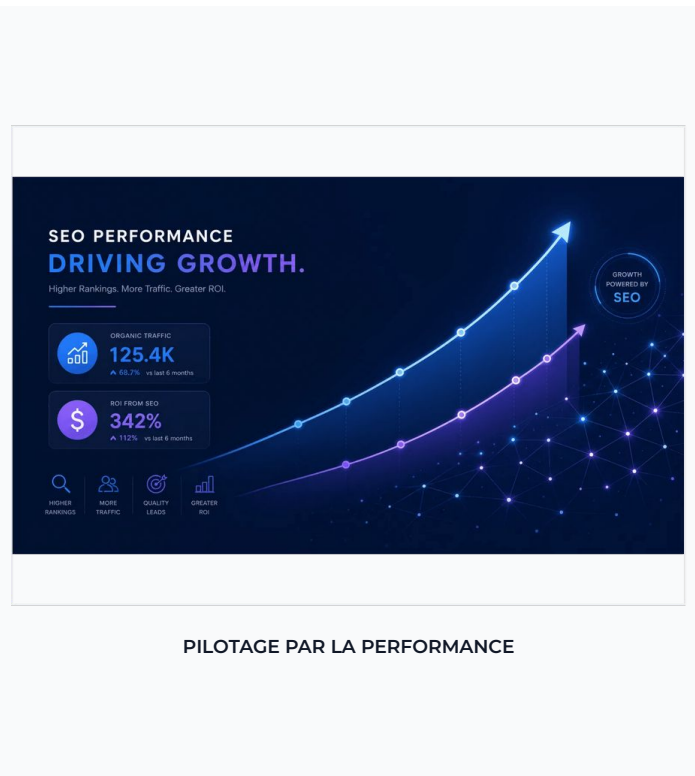 SEO PERFORMANCE
DRIVING GROWTH.
Higher Rankings. More Traffic. Greater ROI.
ORGANIC TRAFFIC
125.4K
68,7% vs last 6 months
ROI FROM SEO
342%
112% vs last 6 months
HIGHER
RANKINGS
MORE
TRAFFIC
QUALITY
LEADS
GREATER
ROI
GROWTH
POWERED BY
SEO
PILOTAGE PAR LA PERFORMANCE